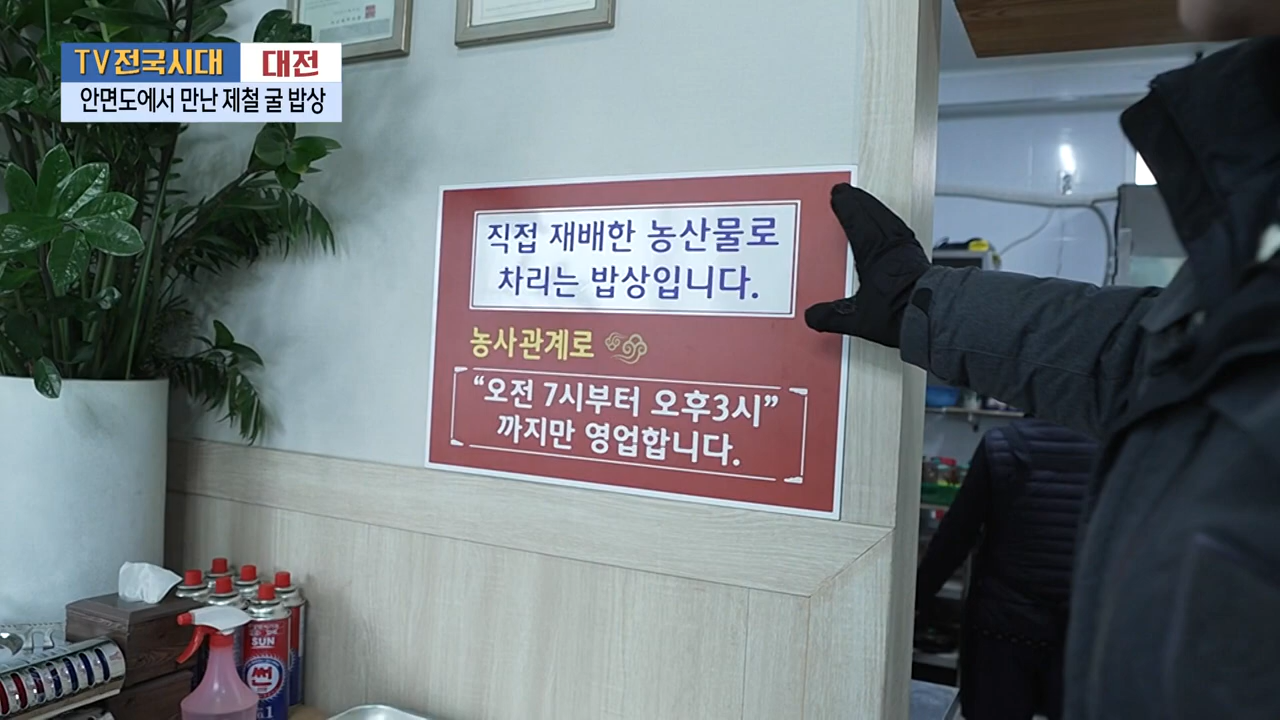 TV전국시대 대전
안면도에서 만난 제철 굴 밥상
직접 재배한 농산물로
차리는 밥상입니다.
농사관계로
“오전 7시부터 오후3시”
까지만 영업합니다.
SUN
썬